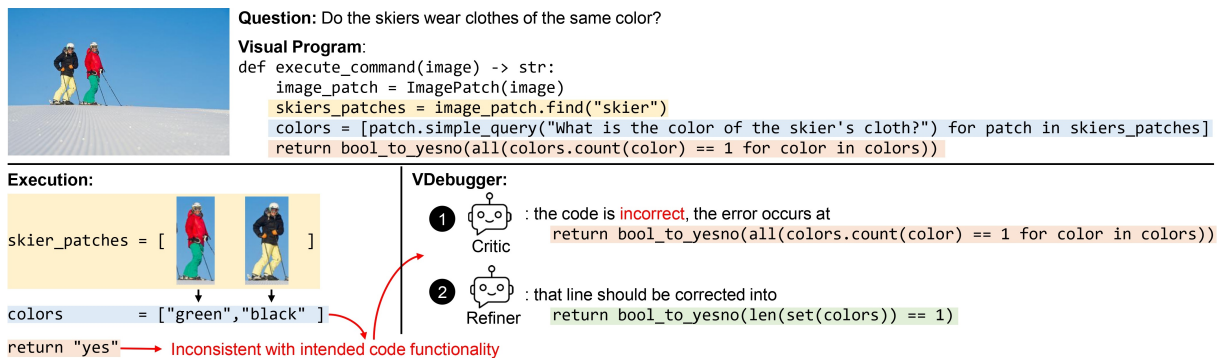 Question: Do the skiers wear clothes of the same color?
Visual Program:
def execute_command(image) -> str:
image_patch = ImagePatch(image)
skiers_patches = image_patch.find("skier")
colors = [patch.simple_query("What is the color of the skier's cloth?") for patch in skiers_patches]
return bool_to_yesno(all(colors.count(color) == 1 for color in colors))
Execution:
skier_patches = [ ]
colors = ["green","black" ]
return "yes"
Inconsistent with intended code functionality
VDebugger:
1 : the code is incorrect, the error occurs at
Critic
return bool_to_yesno(all(colors.count(color) == 1 for color in colors))
2 : that line should be corrected into
Refiner
return bool_to_yesno(len(set(colors)) == 1)